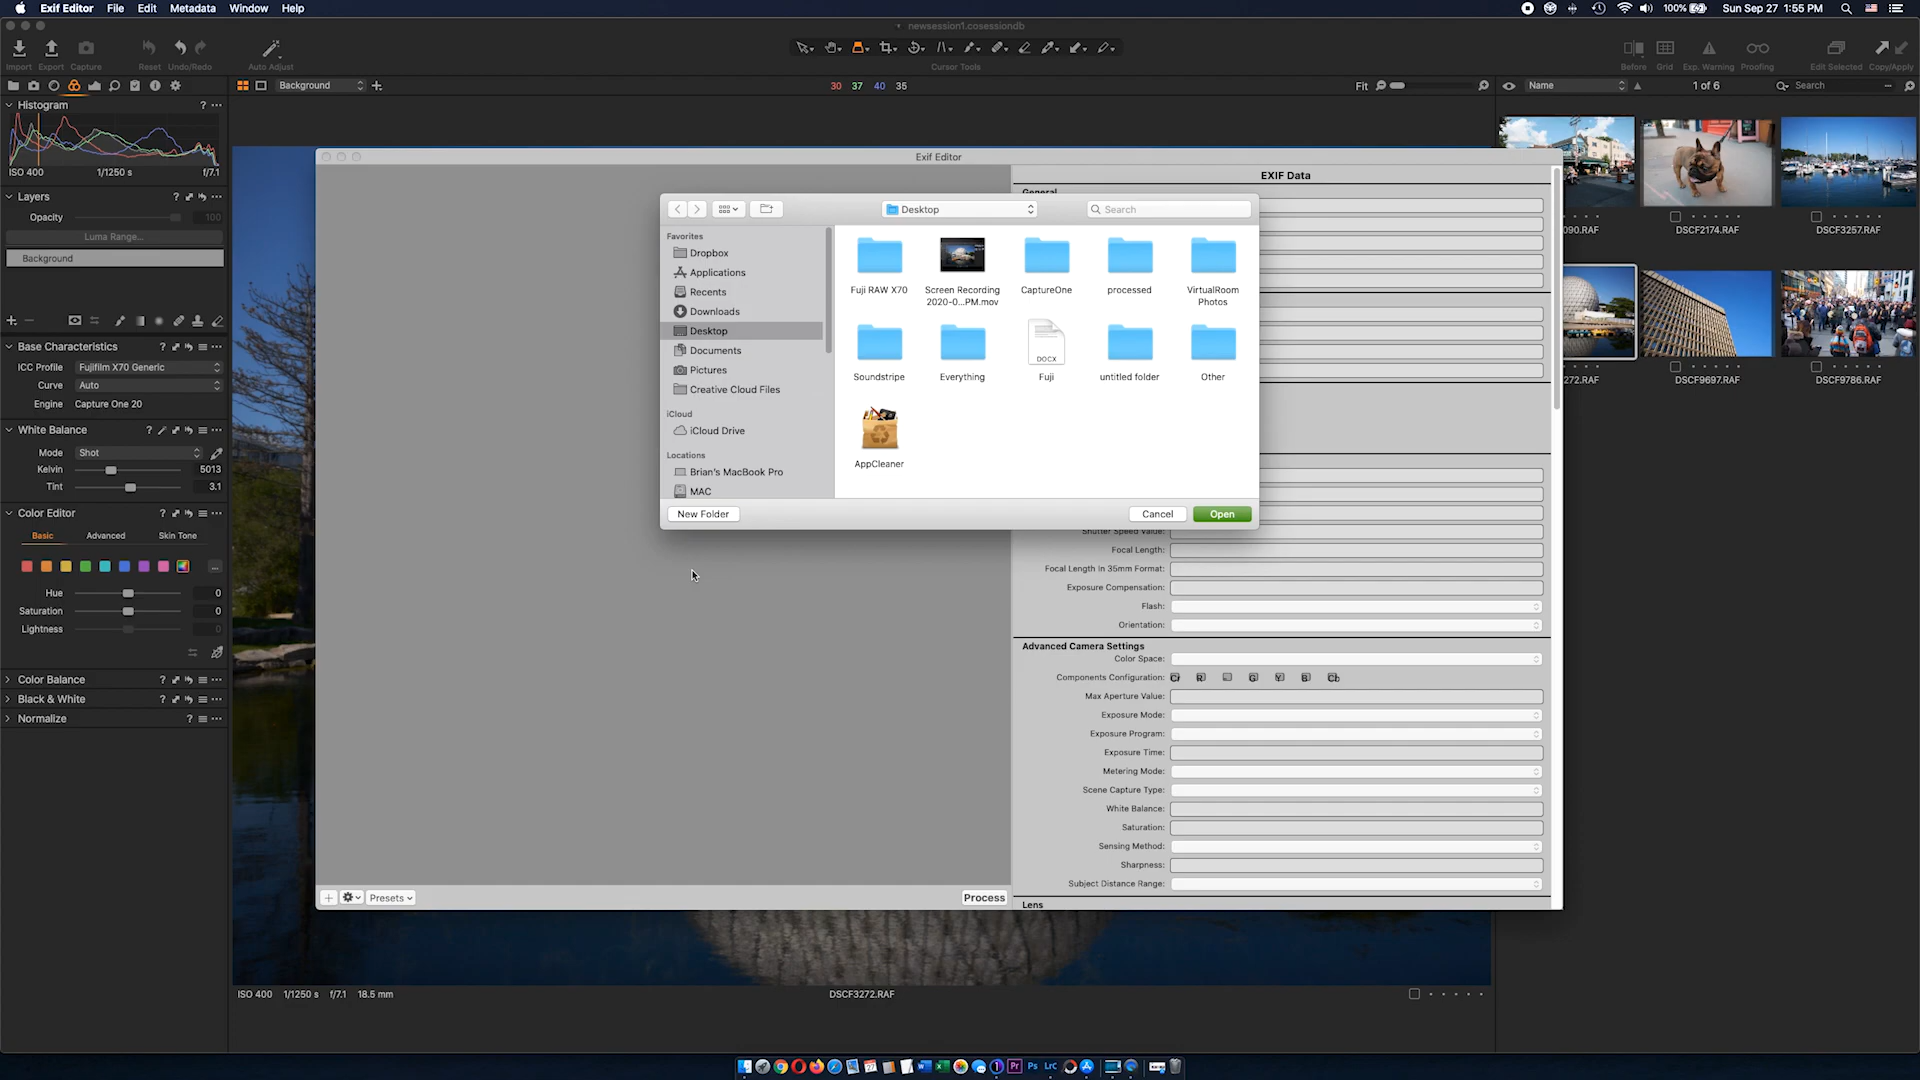 Exif Editor File Edit Metadata Window Help
100% Sun Sep 27 1:55 PM
newsession1.cosessiondb
Import Export Capture Reset Undo/Redo Auto Adjust
Cursor Tools
Before Grid Exp. Warning Proofing Edit Selected Copy/Apply
Background
30 37 40 35
Fit
Name
1 of 6
Search
Histogram
ISO 400 1/1250 s f/7.1
Layers
Opacity 100
Luma Range...
Background
Base Characteristics
ICC Profile Fujifilm X70 Generic
Curve Auto
Engine Capture One 20
White Balance
Mode Shot
Kelvin 5013
Tint 3.1
Color Editor
Basic Advanced Skin Tone
Hue 0
Saturation 0
Lightness 0
Color Balance
Black & White
Normalize
Exif Editor
EXIF Data
General
Desktop
Search
Favorites
Dropbox
Applications
Recents
Downloads
Desktop
Documents
Pictures
Creative Cloud Files
iCloud
iCloud Drive
Locations
Brian's MacBook Pro
MAC
Fuji RAW X70
Screen Recording
2020-0...PM.mov
CaptureOne
processed
VirtualRoom
Photos
Soundstripe
Everything
DOCX
Fuji
untitled folder
Other
AppCleaner
New Folder Cancel Open
Shutter Speed Value:
Focal Length:
Focal Length In 35mm Format:
Exposure Compensation:
Flash:
Orientation:
Advanced Camera Settings
Color Space:
Components Configuration: Cr R G Y B Cb
Max Aperture Value:
Exposure Mode:
Exposure Program:
Exposure Time:
Metering Mode:
Scene Capture Type:
White Balance:
Saturation:
Sensing Method:
Sharpness:
Subject Distance Range:
Lens
Presets
Process
090.RAF
DSCF2174.RAF
DSCF3257.RAF
272.RAF
DSCF9697.RAF
DSCF9786.RAF
ISO 400 1/1250 s f/7.1 18.5 mm
DSCF3272.RAF
Pr Ps LrC